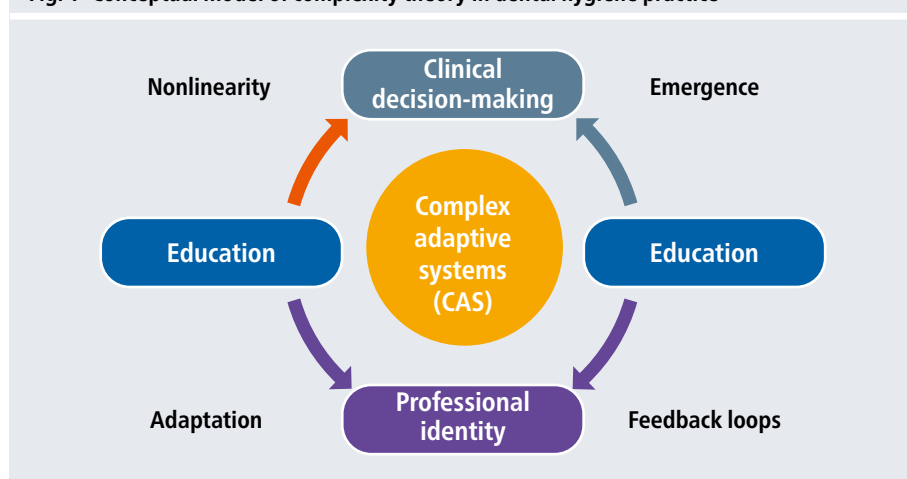 Nonlinearity
Clinical
decision-making
Emergence
Education
Complex
adaptive
systems
(CAS)
Education
Adaptation
Professional
identity
Feedback loops